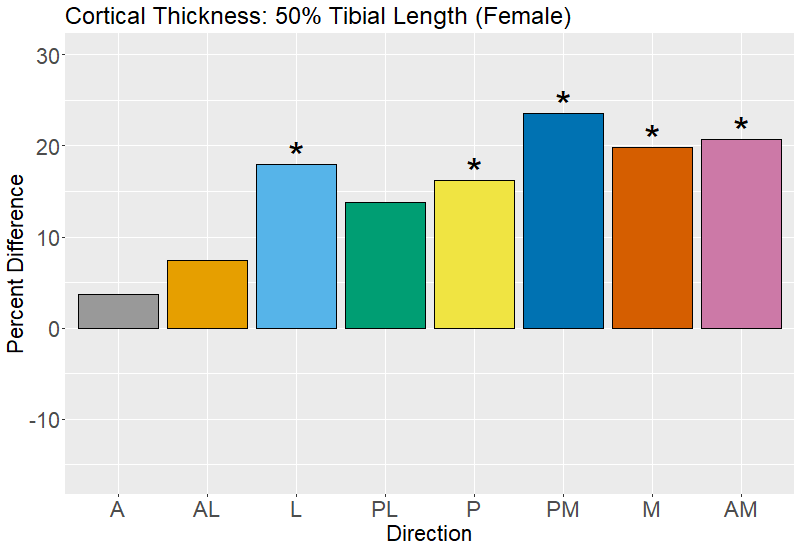 Cortical Thickness: 50% Tibial Length (Female)
Percent Difference
30
20
10
0
-10
* * * * *
A AL L PL P PM M AM
Direction